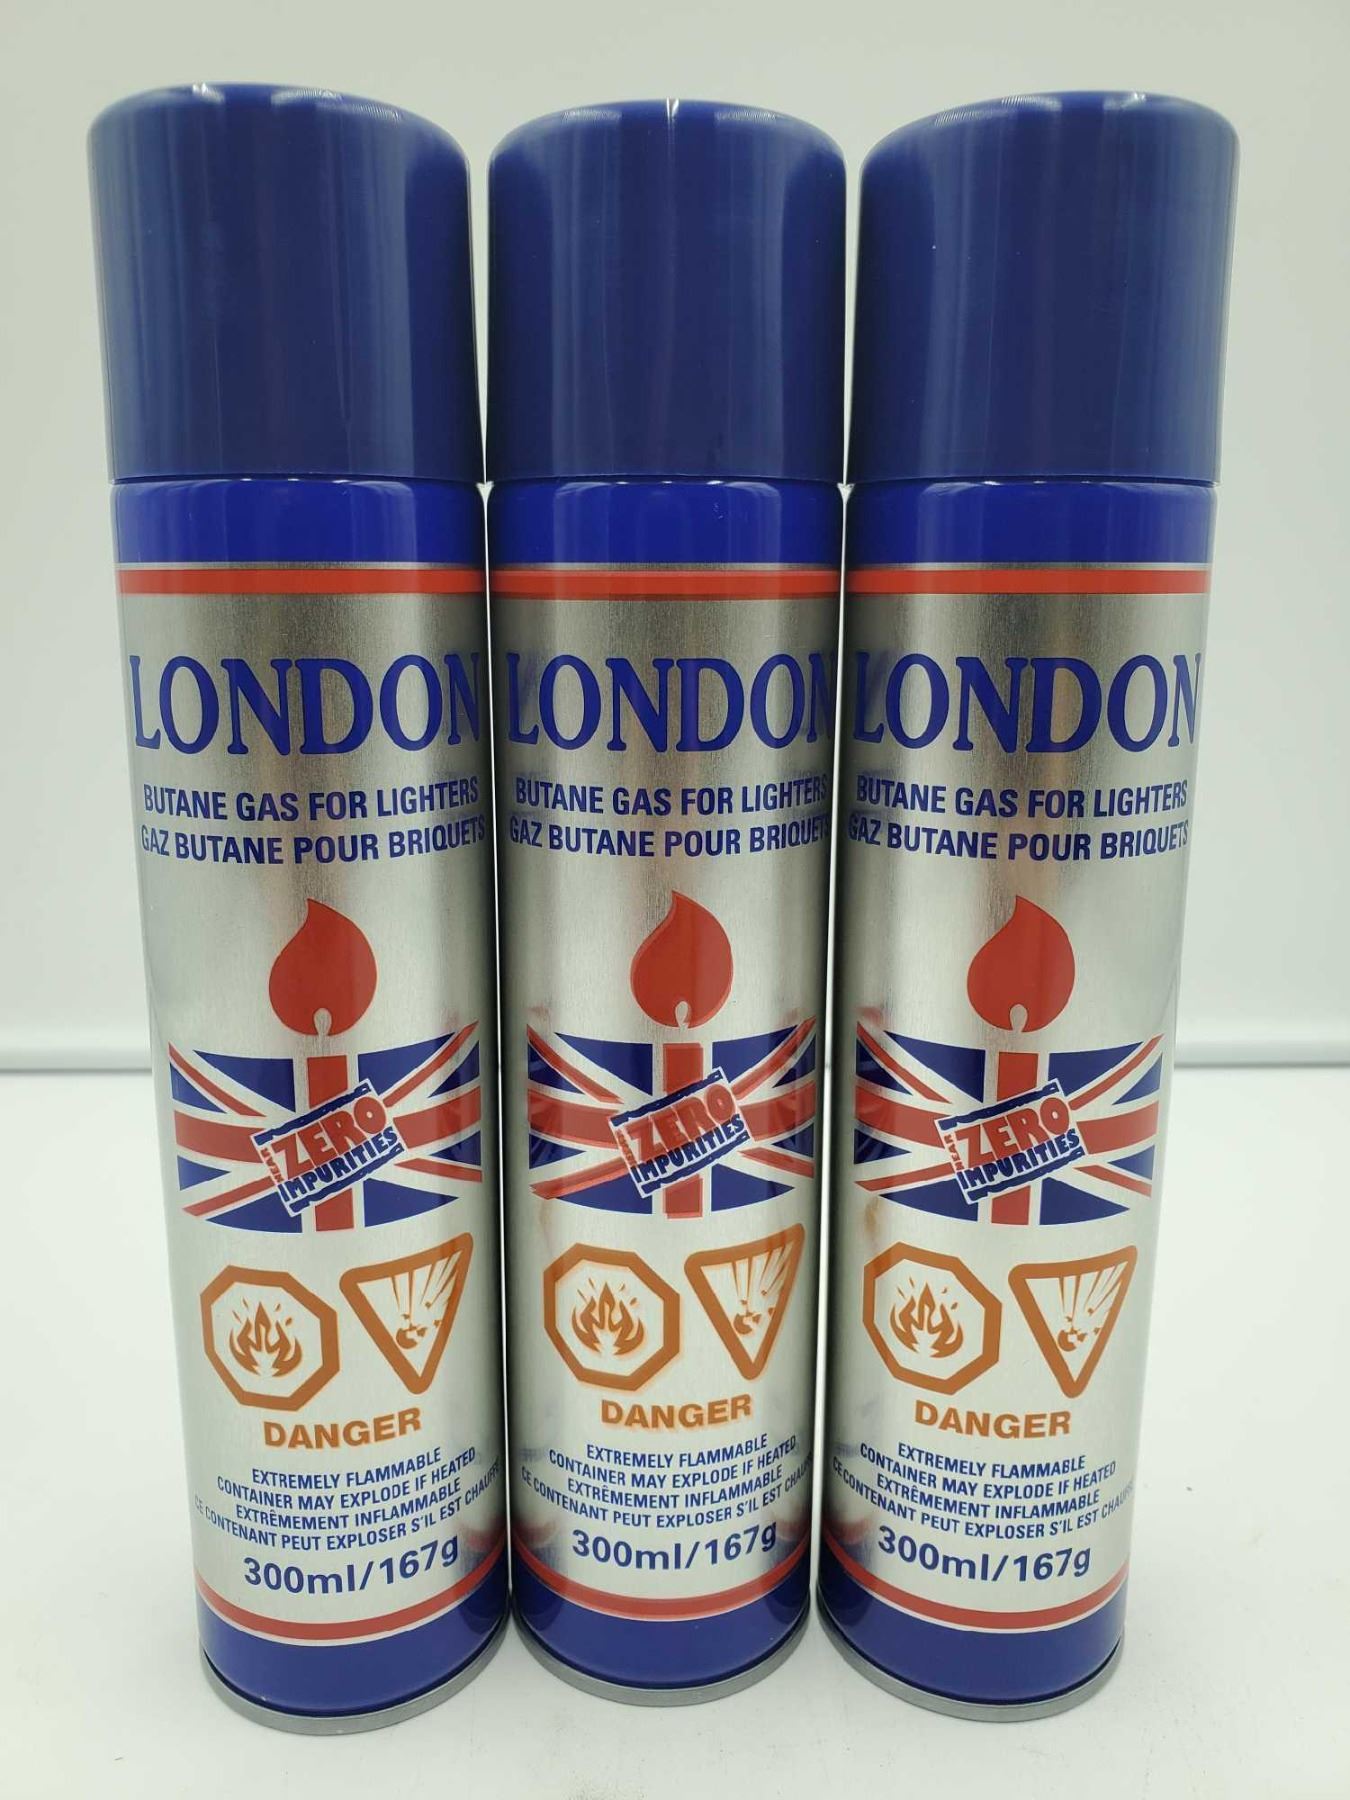 LONDON
BUTANE GAS FOR LIGHTERS
GAZ BUTANE POUR BRIQUETS
NEAR
ZERO
IMPURITIES
DANGER
EXTREMELY FLAMMABLE
CONTAINER MAY EXPLODE IF HEATED
EXTRÊMEMENT INFLAMMABLE
CE CONTENANT PEUT EXPLOSER S'IL EST CHAUFFÉ
300ml/167g
LONDON
BUTANE GAS FOR LIGHTERS
GAZ BUTANE POUR BRIQUETS
NEAR
ZERO
IMPURITIES
DANGER
EXTREMELY FLAMMABLE
CONTAINER MAY EXPLODE IF HEATED
EXTRÊMEMENT INFLAMMABLE
CE CONTENANT PEUT EXPLOSER S'IL EST
300ml/167g
LONDON
BUTANE GAS FOR LIGHTERS
GAZ BUTANE POUR BRIQUETS
NEAR
ZERO
IMPURITIES
DANGER
EXTREMELY FLAMMABLE
CONTAINER MAY EXPLODE IF HEATED
EXTRÊMEMENT INFLAMMABLE
CE CONTENANT PEUT EXPLOSER S'IL EST
300ml/167g